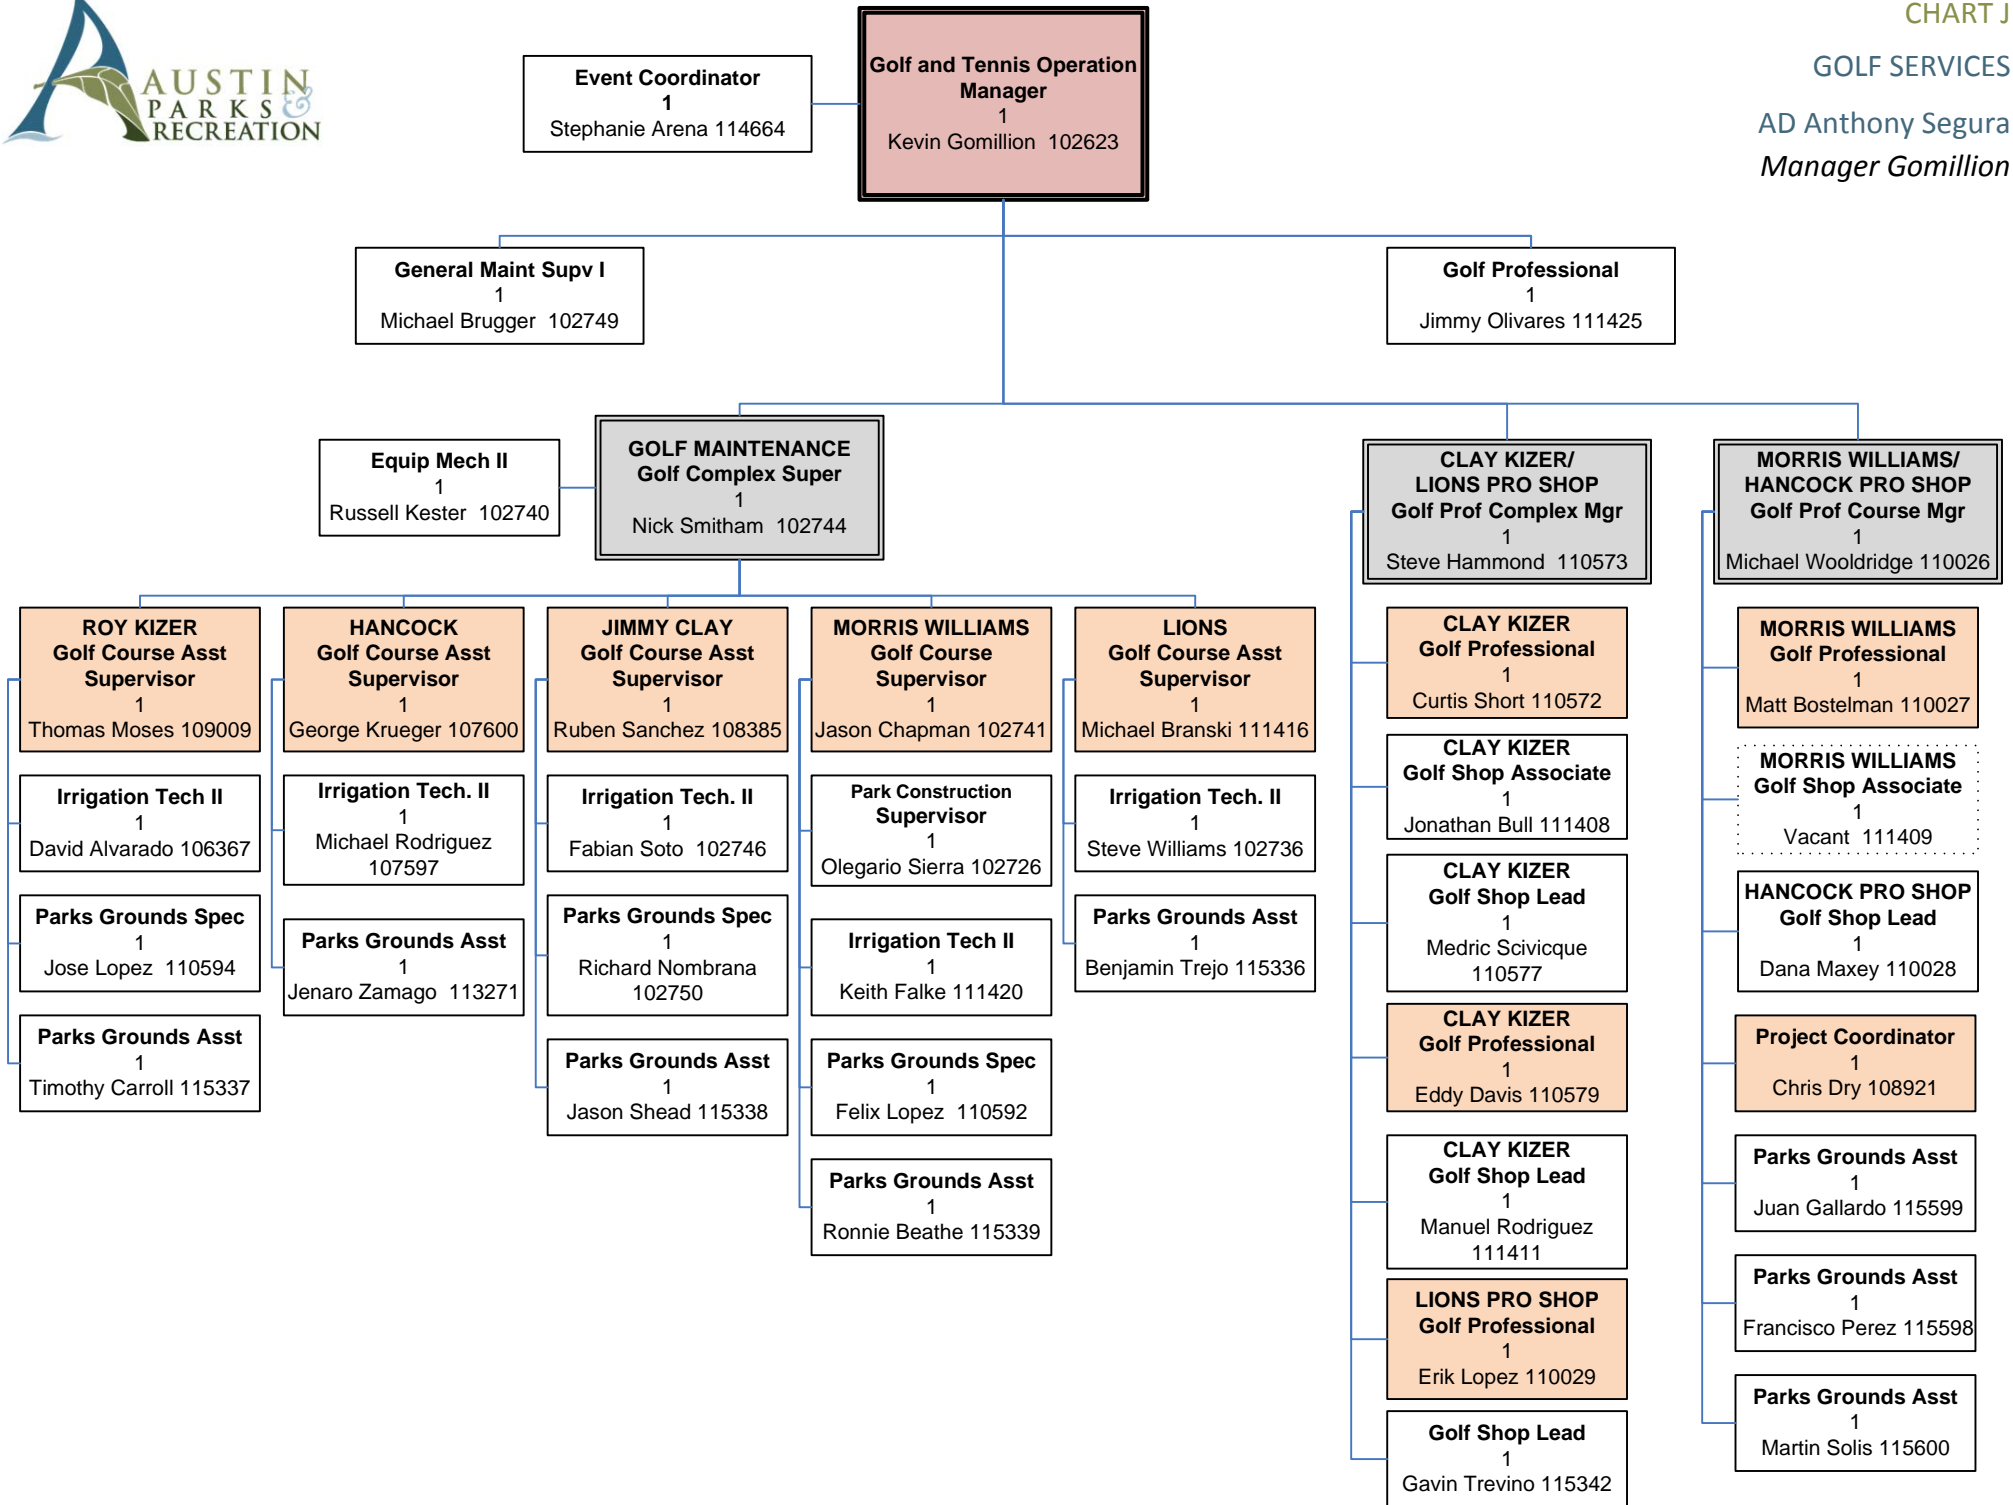 AUSTIN
PARKS &
RECREATION
CHART J
GOLF SERVICES
AD Anthony Segura
Manager Gomillion
Event Coordinator
1
Stephanie Arena 114664
Golf and Tennis Operation
Manager
1
Kevin Gomillion 102623
General Maint Supv I
1
Michael Brugger 102749
Golf Professional
1
Jimmy Olivares 111425
Equip Mech II
1
Russell Kester 102740
GOLF MAINTENANCE
Golf Complex Super
1
Nick Smitham 102744
CLAY KIZER/
LIONS PRO SHOP
Golf Prof Complex Mgr
1
Steve Hammond 110573
MORRIS WILLIAMS/
HANCOCK PRO SHOP
Golf Prof Course Mgr
1
Michael Wooldridge 110026
ROY KIZER
Golf Course Asst
Supervisor
1
Thomas Moses 109009
Irrigation Tech II
1
David Alvarado 106367
Parks Grounds Spec
1
Jose Lopez 110594
Parks Grounds Asst
1
Timothy Carroll 115337
HANCOCK
Golf Course Asst
Supervisor
1
George Krueger 107600
Irrigation Tech. II
1
Michael Rodriguez
107597
Parks Grounds Asst
1
Jenaro Zamago 113271
JIMMY CLAY
Golf Course Asst
Supervisor
1
Ruben Sanchez 108385
Irrigation Tech. II
1
Fabian Soto 102746
Parks Grounds Spec
1
Richard Nombrana
102750
Parks Grounds Asst
1
Jason Shead 115338
MORRIS WILLIAMS
Golf Course
Supervisor
1
Jason Chapman 102741
Park Construction
Supervisor
1
Olegario Sierra 102726
Irrigation Tech II
1
Keith Falke 111420
Parks Grounds Spec
1
Felix Lopez 110592
Parks Grounds Asst
1
Ronnie Beathe 115339
LIONS
Golf Course Asst
Supervisor
1
Michael Branski 111416
Irrigation Tech. II
1
Steve Williams 102736
Parks Grounds Asst
1
Benjamin Trejo 115336
CLAY KIZER
Golf Professional
1
Curtis Short 110572
CLAY KIZER
Golf Shop Associate
1
Jonathan Bull 111408
CLAY KIZER
Golf Shop Lead
1
Medric Scivicque
110577
CLAY KIZER
Golf Professional
1
Eddy Davis 110579
CLAY KIZER
Golf Shop Lead
1
Manuel Rodriguez
111411
LIONS PRO SHOP
Golf Professional
1
Erik Lopez 110029
Golf Shop Lead
1
Gavin Trevino 115342
MORRIS WILLIAMS
Golf Professional
1
Matt Bostelman 110027
MORRIS WILLIAMS
Golf Shop Associate
1
Vacant 111409
HANCOCK PRO SHOP
Golf Shop Lead
1
Dana Maxey 110028
Project Coordinator
1
Chris Dry 108921
Parks Grounds Asst
1
Juan Gallardo 115599
Parks Grounds Asst
1
Francisco Perez 115598
Parks Grounds Asst
1
Martin Solis 115600